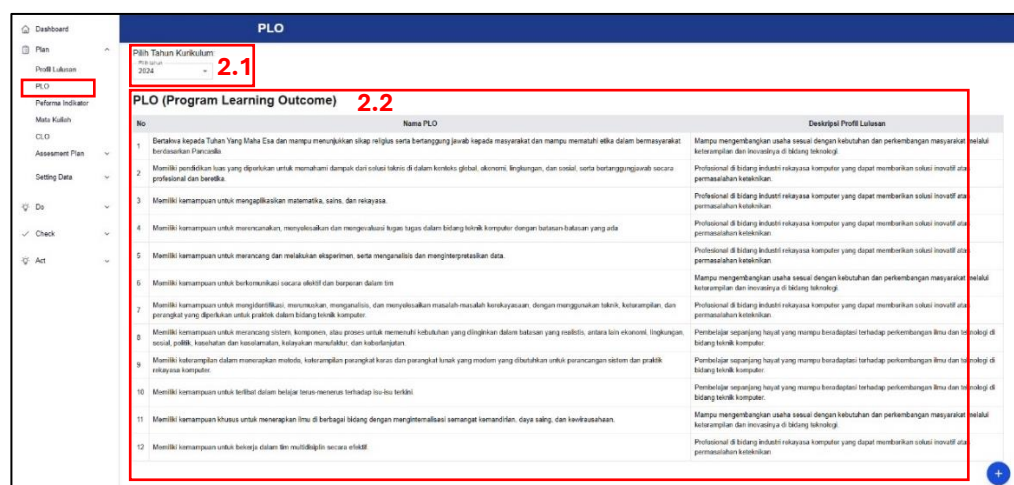 Dashboard
PLO
Plan
Profil Lulusan
PLO
Peforma Indikator
Mata Kuliah
CLO
Assesment Plan
Setting Data
Do
Check
Act
Pilih Tahun Kurikulum:
Pilih tahun
2024
2.1
PLO (Program Learning Outcome)
2.2
No Nama PLO Deskripsi Profil Lulusan
1 Bertakwa kepada Tuhan Yang Maha Esa dan mampu menunjukkan sikap religius serta bertanggung jawab kepada masyarakat dan mampu mematuhi etika dalam bermasyarakat
berdasarkan Pancasila.
Mampu mengembangkan usaha sesuai dengan kebutuhan dan perkembangan masyarakat melalui
keterampilan dan inovasinya di bidang teknologi.
2 Memiliki pendidikan luas yang diperlukan untuk memahami dampak dari solusi teknis di dalam konteks global, ekonomi, lingkungan, dan sosial, serta bertanggungjawab secara
profesional dan beretika.
Profesional di bidang industri rekayasa komputer yang dapat memberikan solusi inovatif atas
permasalahan keteknikan.
3 Memiliki kemampuan untuk mengaplikasikan matematika, sains, dan rekayasa.
Profesional di bidang industri rekayasa komputer yang dapat memberikan solusi inovatif atas
permasalahan keteknikan.
4 Memiliki kemampuan untuk merencanakan, menyelesaikan dan mengevaluasi tugas tugas dalam bidang teknik komputer dengan batasan-batasan yang ada
Profesional di bidang industri rekayasa komputer yang dapat memberikan solusi inovatif atas
permasalahan keteknikan.
5 Memiliki kemampuan untuk merancang dan melakukan eksperimen, serta menganalisis dan menginterpretasikan data.
Profesional di bidang industri rekayasa komputer yang dapat memberikan solusi inovatif atas
permasalahan keteknikan.
6 Memiliki kemampuan untuk berkomunikasi secara efektif dan berperan dalam tim
Mampu mengembangkan usaha sesuai dengan kebutuhan dan perkembangan masyarakat melalui
keterampilan dan inovasinya di bidang teknologi.
7 Memiliki kemampuan untuk mengidentifikasi, merumuskan, menganalisis, dan menyelesaikan masalah-masalah kerekayasaan, dengan menggunakan teknik, keterampilan, dan
perangkat yang diperlukan untuk praktek dalam bidang teknik komputer.
Profesional di bidang industri rekayasa komputer yang dapat memberikan solusi inovatif atas
permasalahan keteknikan.
8 Memiliki kemampuan untuk merancang sistem, komponen, atau proses untuk memenuhi kebutuhan yang diinginkan dalam batasan yang realistis, antara lain ekonomi, lingkungan,
sosial, politik, kesehatan dan keselamatan, kelayakan manufaktur, dan keberlanjutan.
Pembelajar sepanjang hayat yang mampu beradaptasi terhadap perkembangan ilmu dan teknologi di
bidang teknik komputer.
9 Memiliki keterampilan dalam menerapkan metode, keterampilan perangkat keras dan perangkat lunak yang modern yang dibutuhkan untuk perancangan sistem dan praktik
rekayasa komputer.
Pembelajar sepanjang hayat yang mampu beradaptasi terhadap perkembangan ilmu dan teknologi di
bidang teknik komputer.
10 Memiliki kemampuan untuk terlibat dalam belajar terus-menerus terhadap isu-isu terkini.
Pembelajar sepanjang hayat yang mampu beradaptasi terhadap perkembangan ilmu dan teknologi di
bidang teknik komputer.
11 Memiliki kemampuan khusus untuk menerapkan ilmu di berbagai bidang dengan menginternalisasi semangat kemandirian, daya saing, dan kewirausahaan.
Mampu mengembangkan usaha sesuai dengan kebutuhan dan perkembangan masyarakat melalui
keterampilan dan inovasinya di bidang teknologi.
12 Memiliki kemampuan untuk bekerja dalam tim multidisiplin secara efektif.
Profesional di bidang industri rekayasa komputer yang dapat memberikan solusi inovatif atas
permasalahan keteknikan.
+